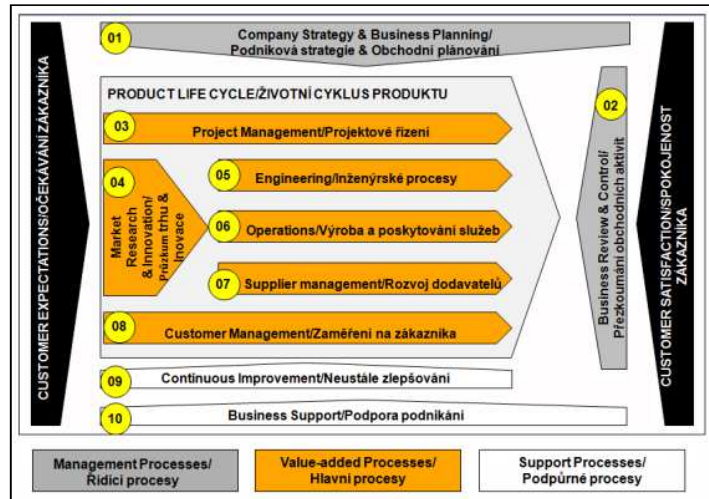 CUSTOMER EXPECTATIONS/OČEKÁVÁNÍ ZÁKAZNÍKA
01
Company Strategy & Business Planning/
Podniková strategie & Obchodní plánování
PRODUCT LIFE CYCLE/ŽIVOTNÍ CYKLUS PRODUKTU
03
Project Management/Projektové řízení
04
Market
Research
& Innovation/
Průzkum trhu &
Inovace
05
Engineering/Inženýrské procesy
06
Operations/Výroba a poskytování služeb
07
Supplier management/Rozvoj dodavatelů
08
Customer Management/Zaměření na zákazníka
02
Business Review & Control/
Přezkoumání obchodních aktivit
CUSTOMER SATISFACTION/SPOKOJENOST
ZÁKAZNÍKA
09
Continuous Improvement/Neustále zlepšování
10
Business Support/Podpora podnikání
Management Processes/
Řídicí procesy
Value-added Processes/
Hlavní procesy
Support Processes/
Podpůrné procesy